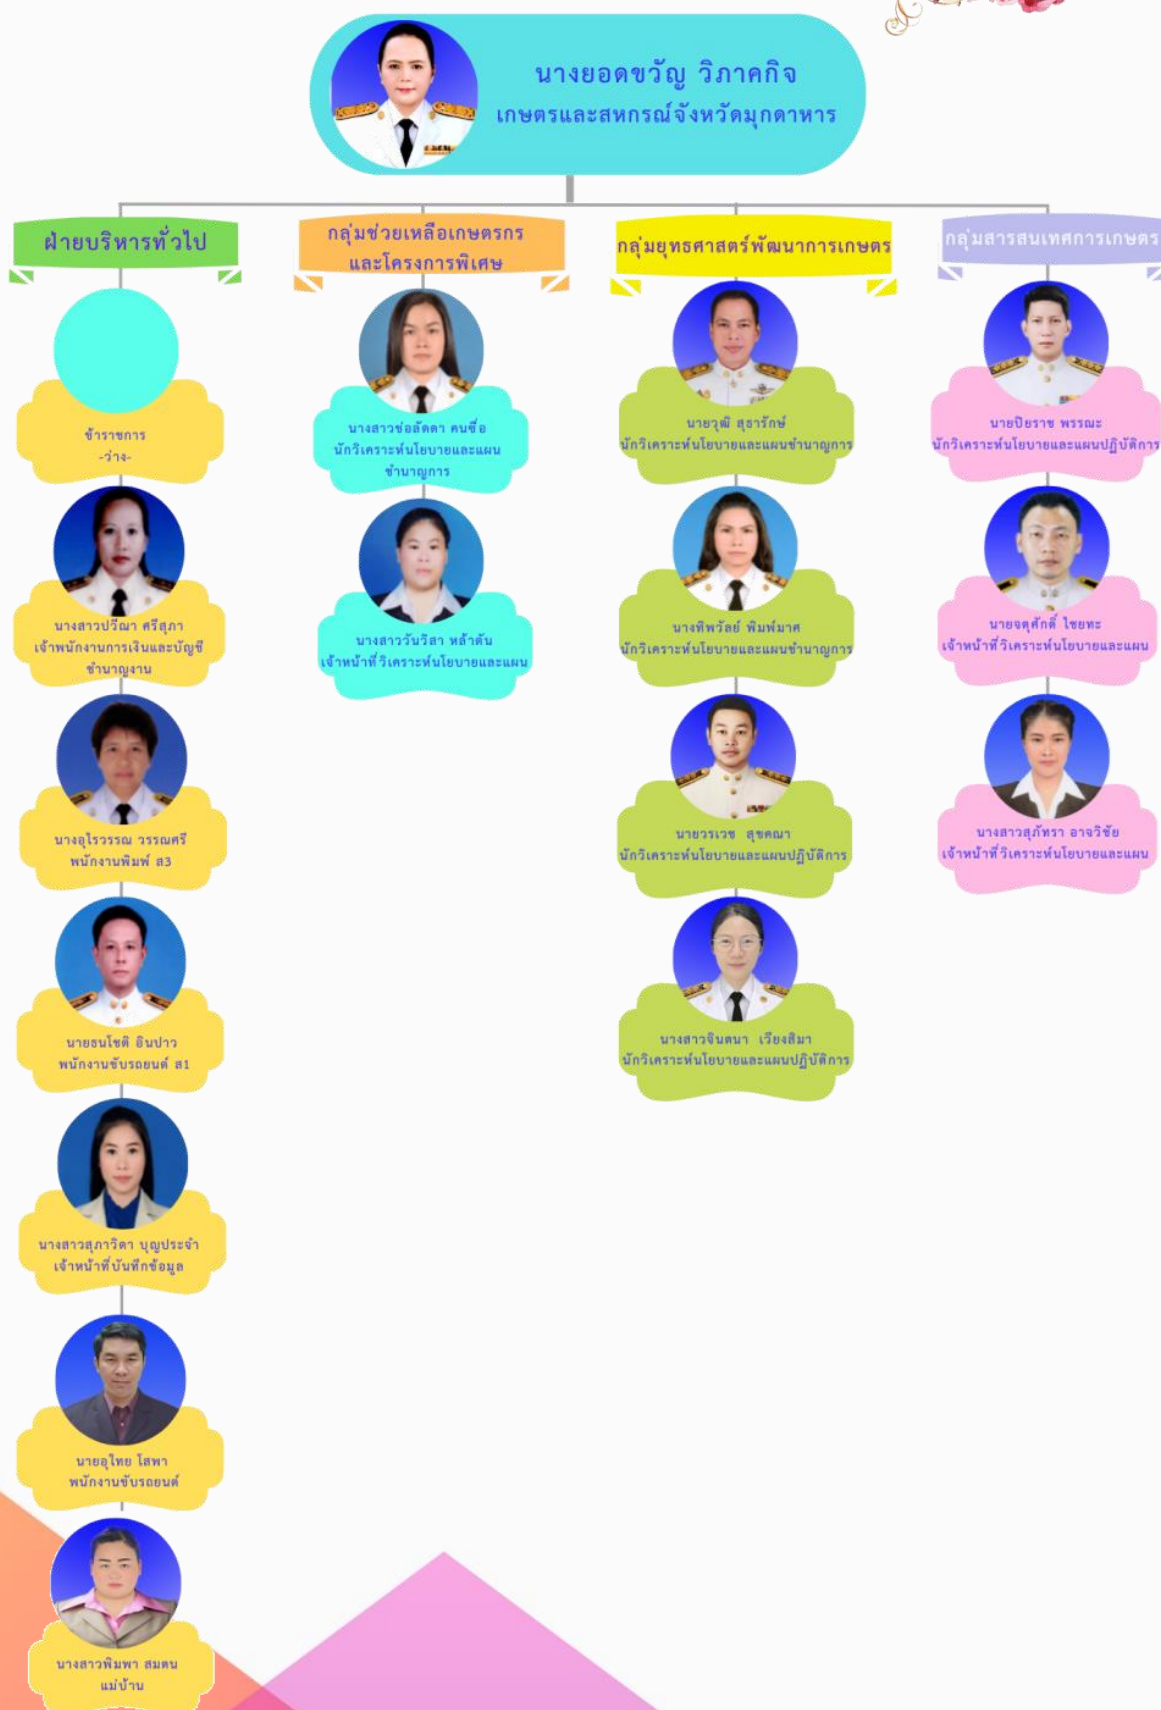 นางยอดขวัญ วิภาคกิจ
เกษตรและสหกรณ์จังหวัดมุกดาหาร
ฝ่ายบริหารทั่วไป
ข้าราชการ
-ว่าง-
นางสาวปวีณา ศรีสุภา
เจ้าพนักงานการเงินและบัญชี
ชำนาญงาน
นางอุไรวรรณ วรรณศรี
พนักงานพิมพ์ ส3
นายธนโชติ อินปาว
พนักงานขับรถยนต์ ส1
นางสาวสุภาวิดา บุญประจำ
เจ้าหน้าที่บันทึกข้อมูล
นายอุไทย โสพา
พนักงานขับรถยนต์
นางสาวพิมพา สมตน
แม่บ้าน
กลุ่มช่วยเหลือเกษตรกร
และโครงการพิเศษ
นางสาวช่อลัดดา คนซื่อ
นักวิเคราะห์นโยบายและแผน
ชำนาญการ
นางสาววันวิสา หล้าตัน
เจ้าหน้าที่วิเคราะห์นโยบายและแผน
กลุ่มยุทธศาสตร์พัฒนาการเกษตร
นายวุฒิ สุธารักษ์
นักวิเคราะห์นโยบายและแผนชำนาญการ
นางทิพวัลย์ พิมพ์มาศ
นักวิเคราะห์นโยบายและแผนชำนาญการ
นายวรเวช สุขคณา
นักวิเคราะห์นโยบายและแผนปฏิบัติการ
นางสาวจินตนา เวียงสิมา
นักวิเคราะห์นโยบายและแผนปฏิบัติการ
กลุ่มสารสนเทศการเกษตร
นายปิยราช พรรณะ
นักวิเคราะห์นโยบายและแผนปฏิบัติการ
นายจตุศักดิ์ ไชยทะ
เจ้าหน้าที่วิเคราะห์นโยบายและแผน
นางสาวสุภัทรา อาจวิชัย
เจ้าหน้าที่วิเคราะห์นโยบายและแผน